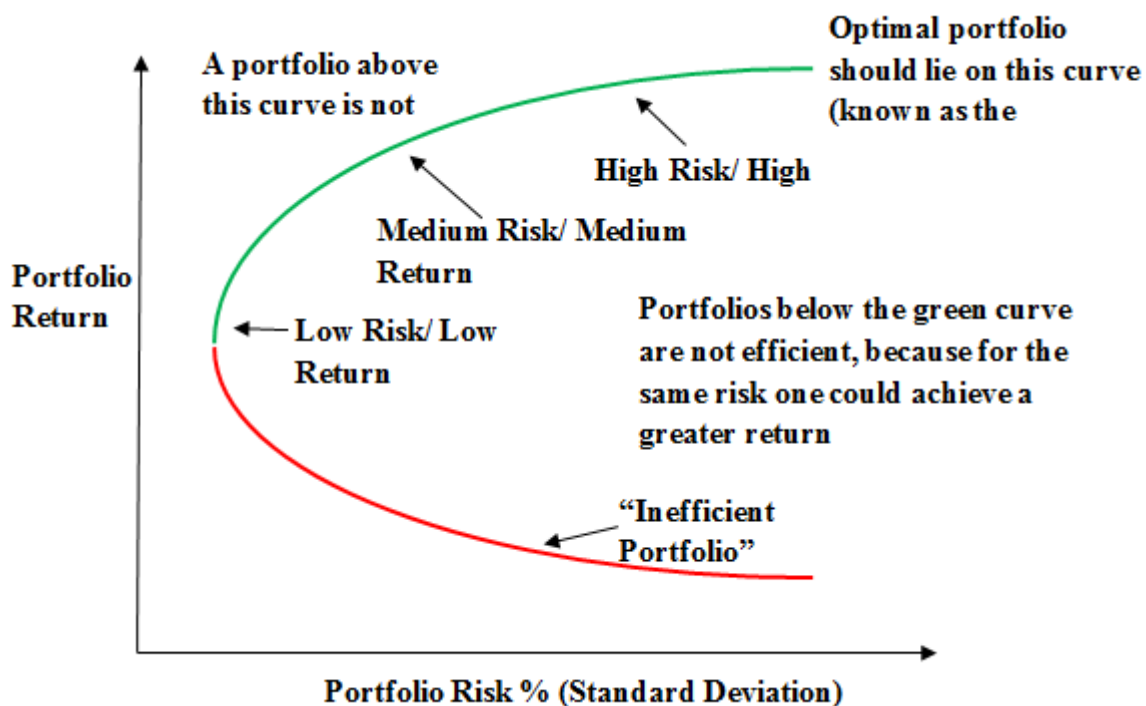 A portfolio above
this curve is not
Optimal portfolio
should lie on this curve
(known as the
High Risk/ High
Medium Risk/ Medium
Return
Portfolio
Return
Low Risk/ Low
Return
Portfolios below the green curve
are not efficient, because for the
same risk one could achieve a
greater return
“Inefficient
Portfolio”
Portfolio Risk % (Standard Deviation)